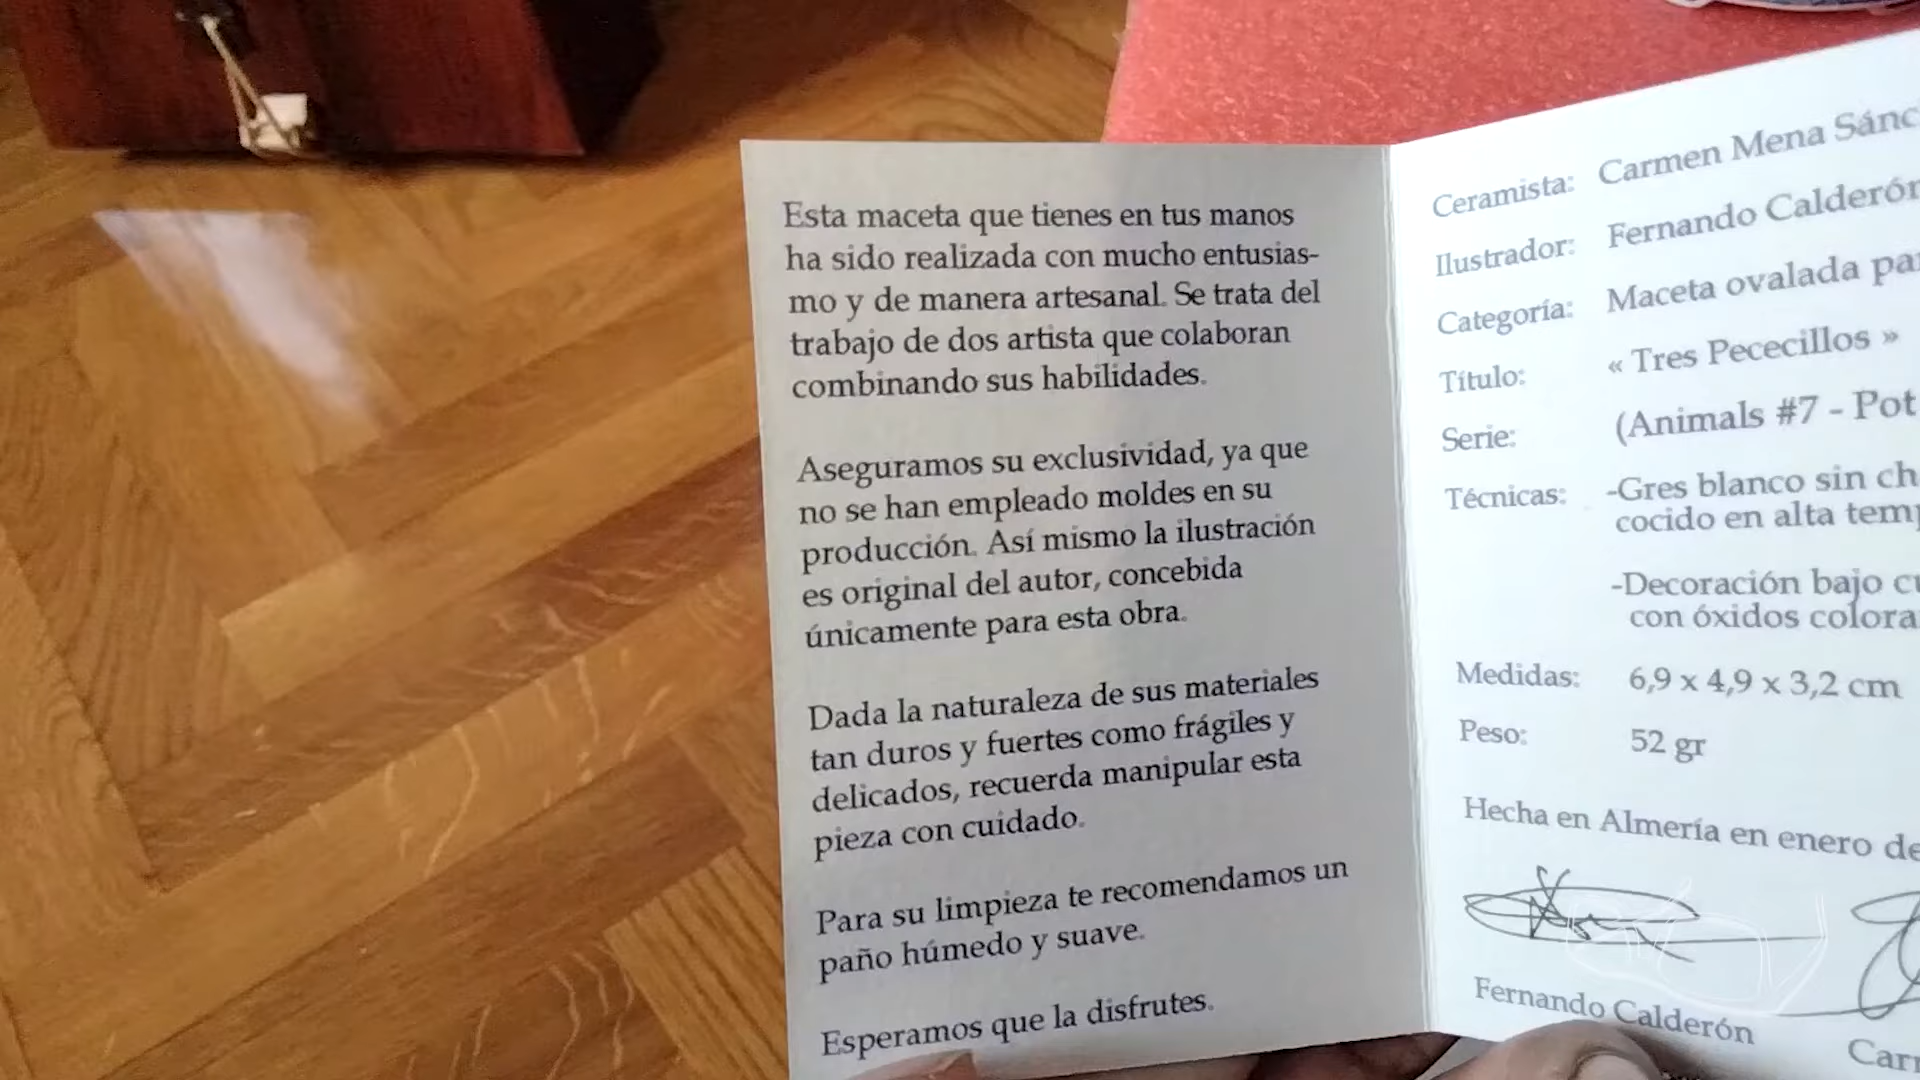 Esta maceta que tienes en tus manos
ha sido realizada con mucho entusias-
mo y de manera artesanal. Se trata del
trabajo de dos artista que colaboran
combinando sus habilidades.
Aseguramos su exclusividad, ya que
no se han empleado moldes en su
producción. Así mismo la ilustración
es original del autor, concebida
únicamente para esta obra.
Dada la naturaleza de sus materiales
tan duros y fuertes como frágiles y
delicados, recuerda manipular esta
pieza con cuidado.
Para su limpieza te recomendamos un
paño húmedo y suave.
Esperamos que la disfrutes.
Ceramista: Carmen Mena
Ilustrador: Fernando Calderón
Categoría: Maceta ovalada
Título: « Tres Pececillos »
Serie: (Animals #7 - Pot
Técnicas: -Gres blanco sin
cocido en alta
-Decoración bajo
con óxidos
Medidas: 6,9 x 4,9 x 3,2 cm
Peso: 52 gr
Hecha en Almería en enero de
Fernando Calderón